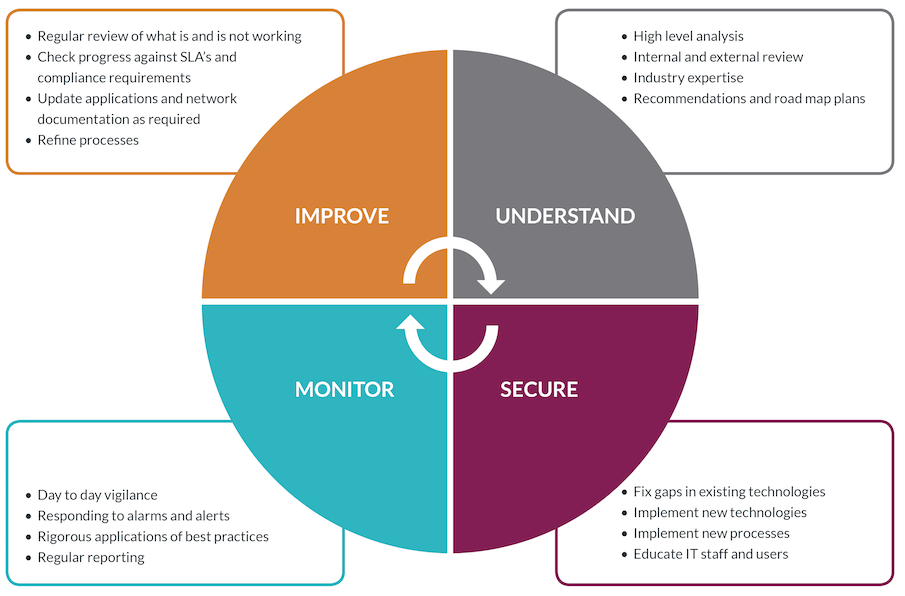 • Regular review of what is and is not working
• Check progress against SLA's and
compliance requirements
• Update applications and network
documentation as required
• Refine processes
• High level analysis
• Internal and external review
• Industry expertise
• Recommendations and road map plans
IMPROVE
UNDERSTAND
MONITOR
SECURE
• Day to day vigilance
• Responding to alarms and alerts
• Rigorous applications of best practices
• Regular reporting
• Fix gaps in existing technologies
• Implement new technologies
• Implement new processes
• Educate IT staff and users